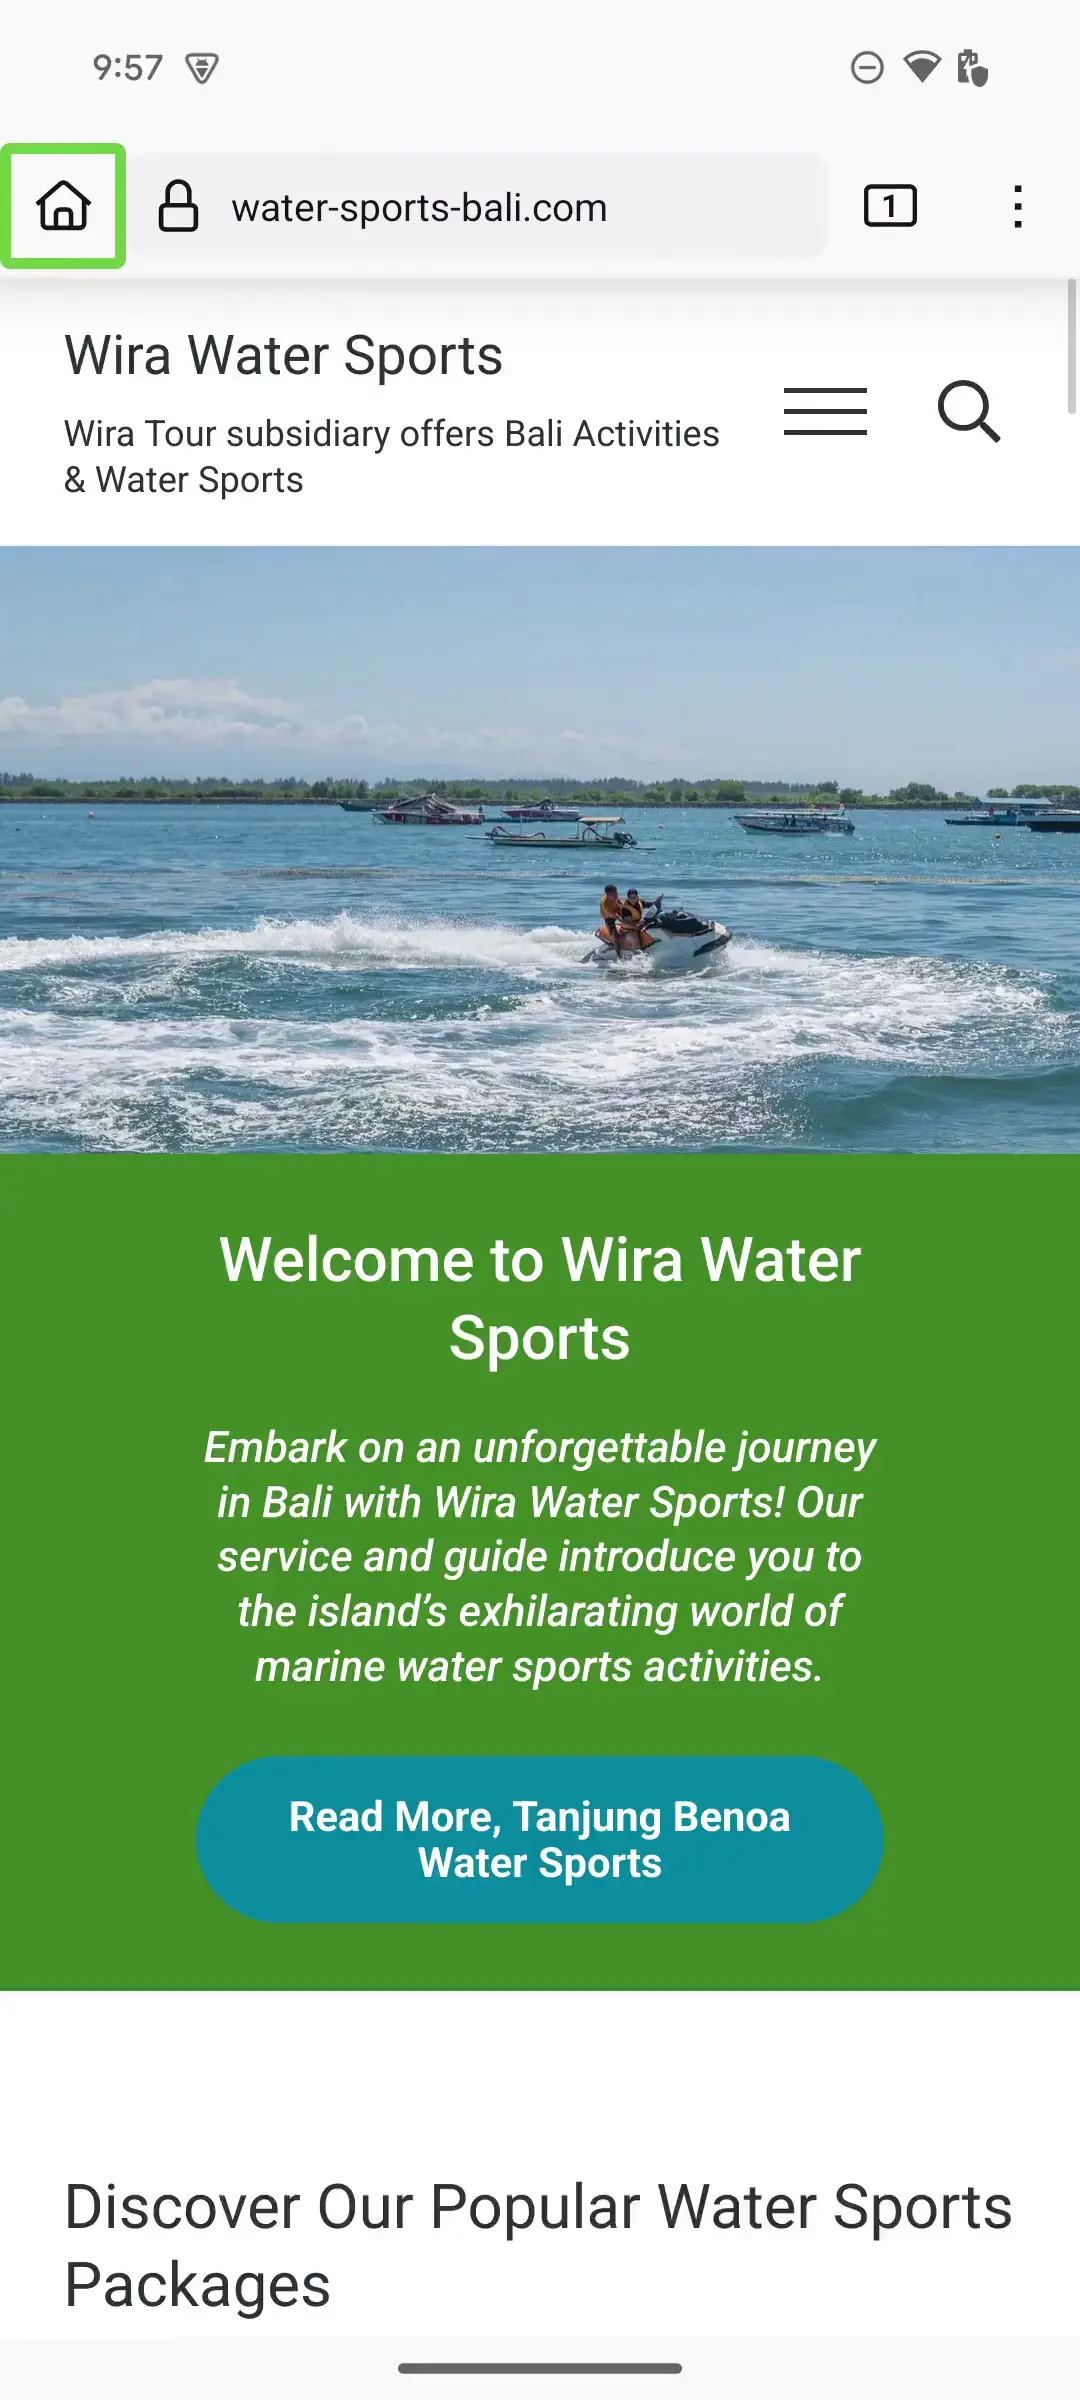 9:57
water-sports-bali.com
1
Wira Water Sports
Wira Tour subsidiary offers Bali Activities
& Water Sports
Welcome to Wira Water
Sports
Embark on an unforgettable journey
in Bali with Wira Water Sports! Our
service and guide introduce you to
the island’s exhilarating world of
marine water sports activities.
Read More, Tanjung Benoa
Water Sports
Discover Our Popular Water Sports
Packages